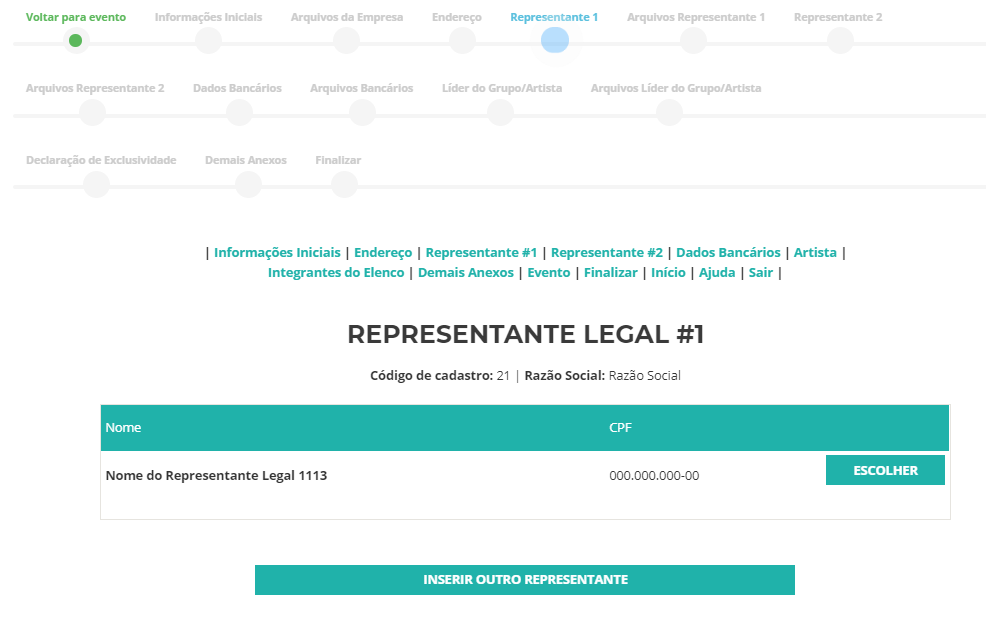 Voltar para evento Informações Iniciais Arquivos da Empresa Endereço Representante 1 Arquivos Representante 1 Representante 2
Arquivos Representante 2 Dados Bancários Arquivos Bancários Líder do Grupo/Artista Arquivos Líder do Grupo/Artista
Declaração de Exclusividade Demais Anexos Finalizar
| Informações Iniciais | Endereço | Representante #1 | Representante #2 | Dados Bancários | Artista |
Integrantes do Elenco | Demais Anexos | Evento | Finalizar | Início | Ajuda | Sair |
REPRESENTANTE LEGAL #1
Código de cadastro: 21 | Razão Social: Razão Social
Nome CPF
Nome do Representante Legal 1113 000.000.000-00 ESCOLHER
INSERIR OUTRO REPRESENTANTE